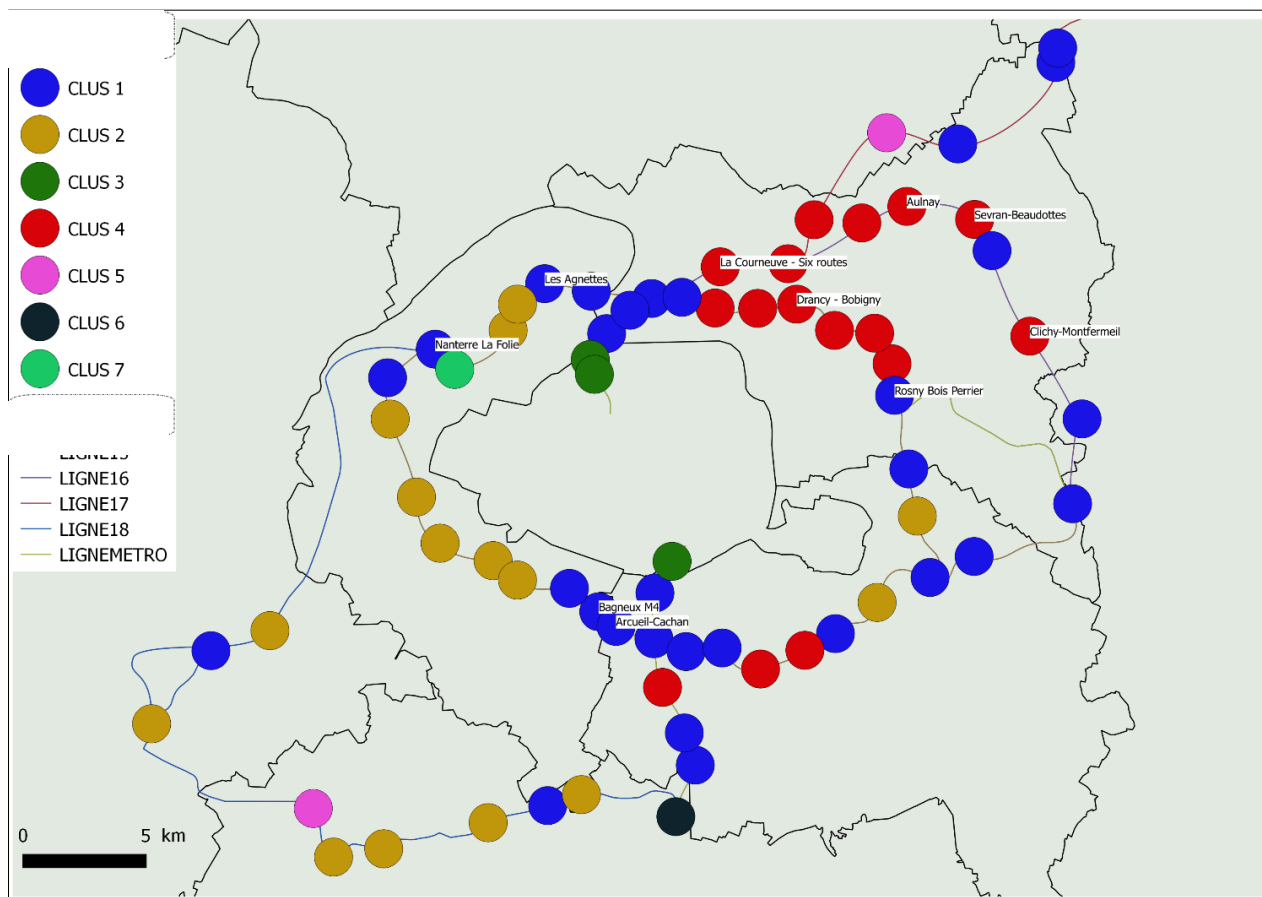 CLUS 1
CLUS 2
CLUS 3
CLUS 4
CLUS 5
CLUS 6
CLUS 7
LIGNE15
LIGNE16
LIGNE17
LIGNE18
LIGNEMETRO
Aulnay
Sevran-Beaudottes
La Courneuve - Six routes
Les Agnettes
Drancy - Bobigny
Clichy-Montfermeil
Nanterre La Folie
Rosny Bois Perrier
Bagneux M4
Arcueil-Cachan
0 5 km